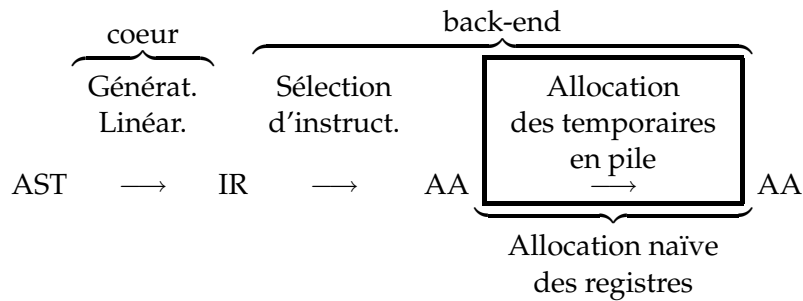 coeur
back-end
Générat.
Linéar.
Sélection
d'instruct.
Allocation
des temporaires
en pile
AST ⟶ IR ⟶ AA ⟶ AA
Allocation naïve
des registres